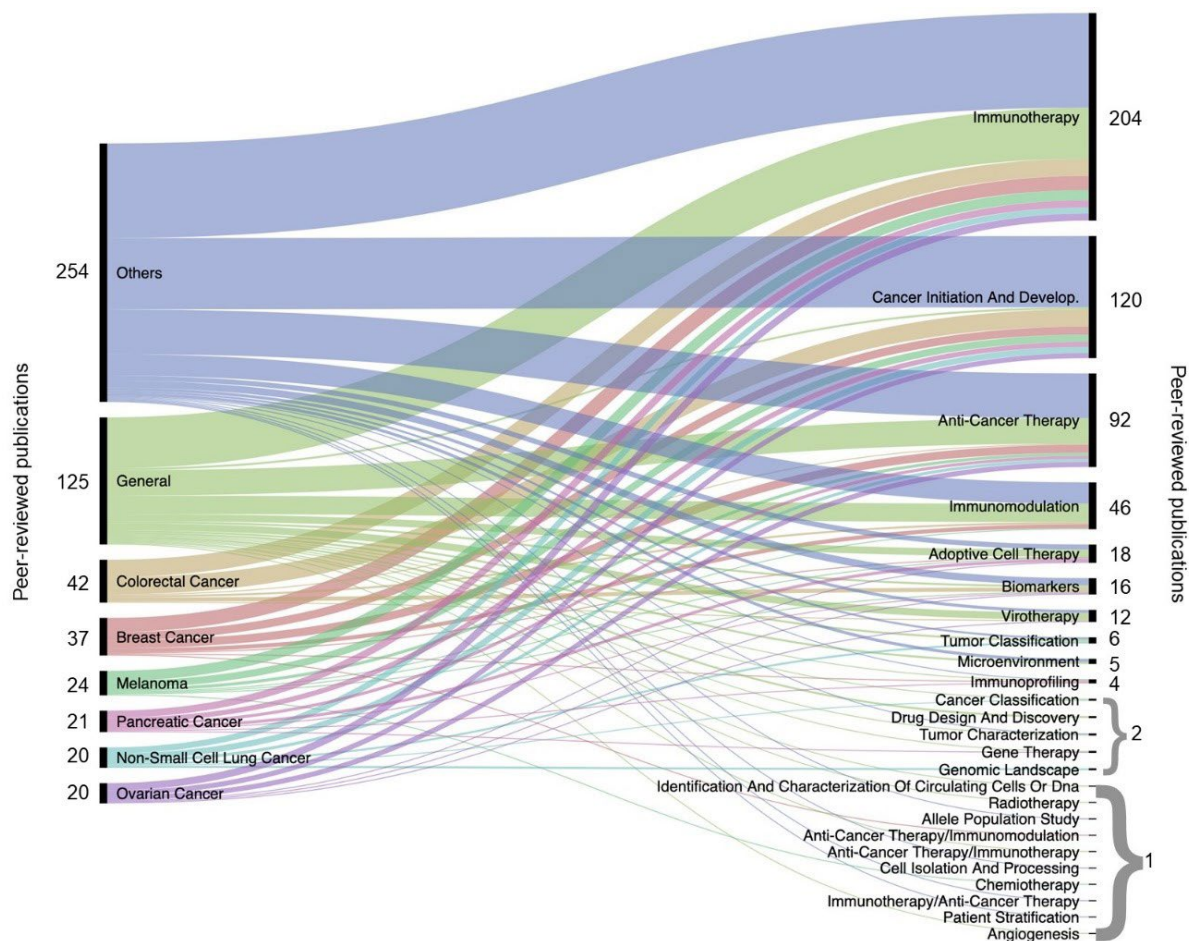 Peer-reviewed publications
254
Others
125
General
42
Colorectal Cancer
37
Breast Cancer
24
Melanoma
21
Pancreatic Cancer
20
Non-Small Cell Lung Cancer
20
Ovarian Cancer
Immunotherapy
204
Cancer Initiation And Develop.
120
Anti-Cancer Therapy
92
Immunomodulation
46
Adoptive Cell Therapy
18
Biomarkers
16
Virotherapy
12
Tumor Classification
6
Microenvironment
5
Immunoprofiling
4
Cancer Classification
Drug Design And Discovery
Tumor Characterization
Gene Therapy
Genomic Landscape
2
Identification And Characterization Of Circulating Cells Or Dna
Radiotherapy
Allele Population Study
Anti-Cancer Therapy/Immunomodulation
Anti-Cancer Therapy/Immunotherapy
Cell Isolation And Processing
Chemiotherapy
Immunotherapy/Anti-Cancer Therapy
Patient Stratification
Angiogenesis
1
Peer-reviewed publications